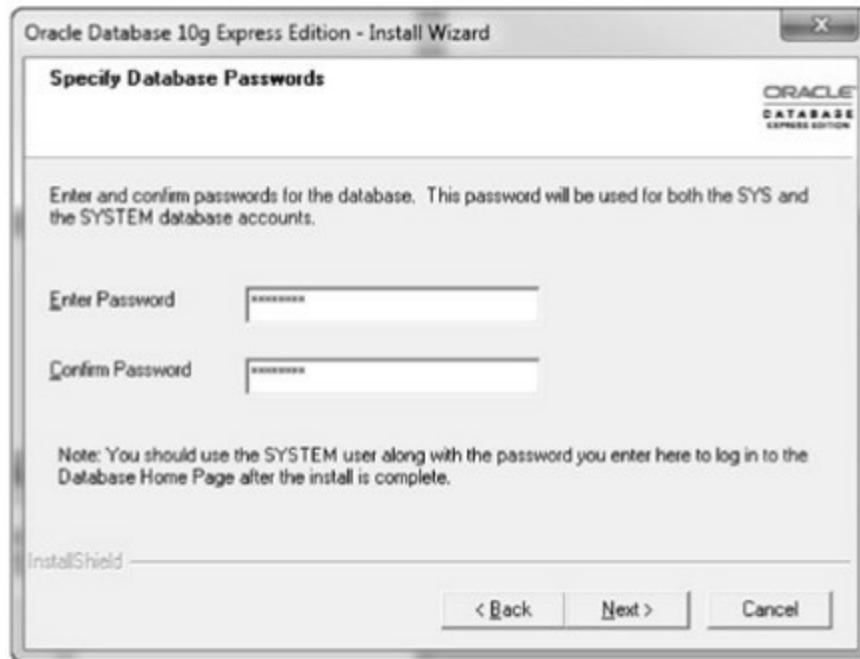 Oracle Database 10g Express Edition - Install Wizard
x
Specify Database Passwords
ORACLE
DATABASE
EXPRESS EDITION
Enter and confirm passwords for the database. This password will be used for both the SYS and
the SYSTEM database accounts.
Enter Password
********
Confirm Password
********
Note: You should use the SYSTEM user along with the password you enter here to log in to the
Database Home Page after the install is complete.
InstallShield
< Back
Next >
Cancel